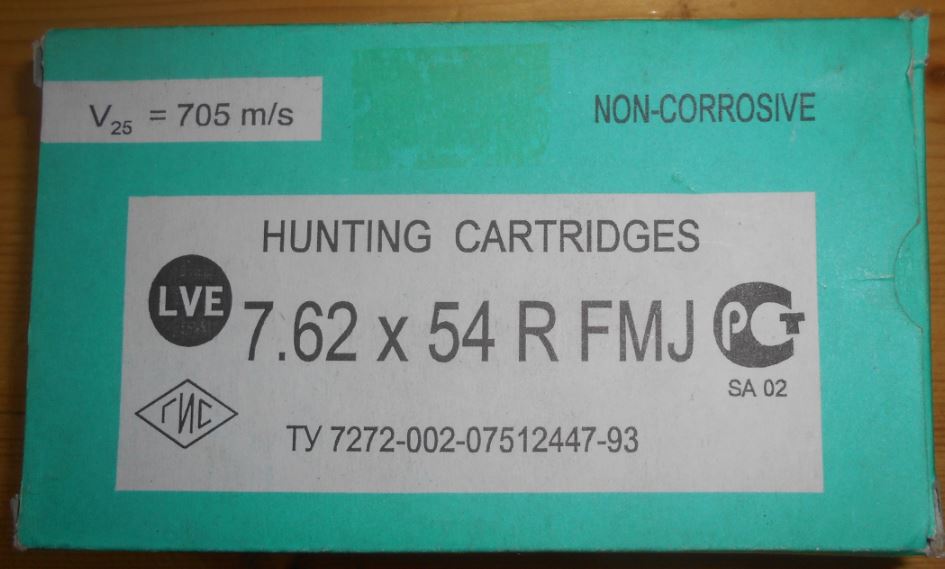 V25 = 705 m/s
NON-CORROSIVE
HUNTING CARTRIDGES
LVE
7.62 x 54 R FMJ
РСТ
SA 02
ГИС
ТУ 7272-002-07512447-93